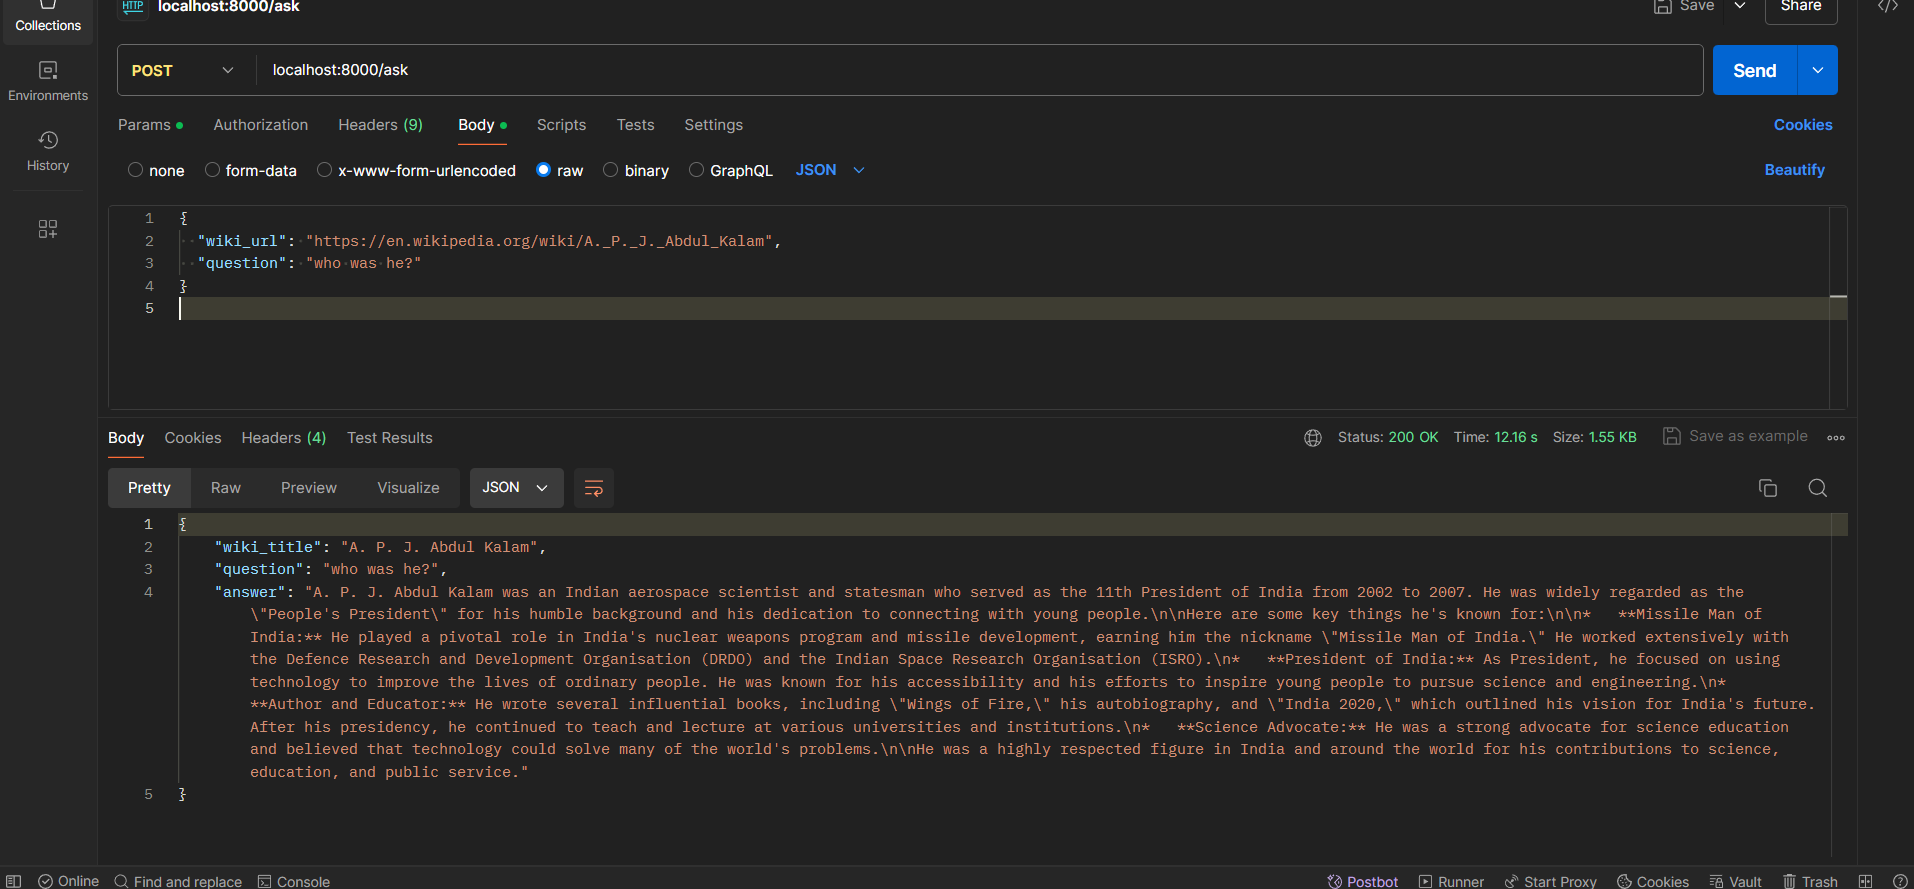 HTTP localhost:8000/ask Save Share </>
Collections
POST localhost:8000/ask Send
Environments
Params Authorization Headers (9) Body Scripts Tests Settings Cookies
History
none form-data x-www-form-urlencoded raw binary GraphQL JSON Beautify
1 {
2 "wiki_url": "https://en.wikipedia.org/wiki/A._P._J._Abdul_Kalam",
3 "question": "who was he?"
4 }
5
Body Cookies Headers (4) Test Results Status: 200 OK Time: 12.16 s Size: 1.55 KB Save as example
Pretty Raw Preview Visualize JSON
1 {
2 "wiki_title": "A. P. J. Abdul Kalam",
3 "question": "who was he?",
4 "answer": "A. P. J. Abdul Kalam was an Indian aerospace scientist and statesman who served as the 11th President of India from 2002 to 2007. He was widely regarded as the
\"People's President\" for his humble background and his dedication to connecting with young people.\n\nHere are some key things he's known for:\n\n*   **Missile Man of
India:** He played a pivotal role in India's nuclear weapons program and missile development, earning him the nickname \"Missile Man of India.\" He worked extensively with
the Defence Research and Development Organisation (DRDO) and the Indian Space Research Organisation (ISRO).\n*   **President of India:** As President, he focused on using
technology to improve the lives of ordinary people. He was known for his accessibility and his efforts to inspire young people to pursue science and engineering.\n*
**Author and Educator:** He wrote several influential books, including \"Wings of Fire,\" his autobiography, and \"India 2020,\" which outlined his vision for India's future.
After his presidency, he continued to teach and lecture at various universities and institutions.\n*   **Science Advocate:** He was a strong advocate for science education
and believed that technology could solve many of the world's problems.\n\nHe was a highly respected figure in India and around the world for his contributions to science,
education, and public service."
5 }
Online Find and replace Console Postbot Runner Start Proxy Cookies Vault Trash